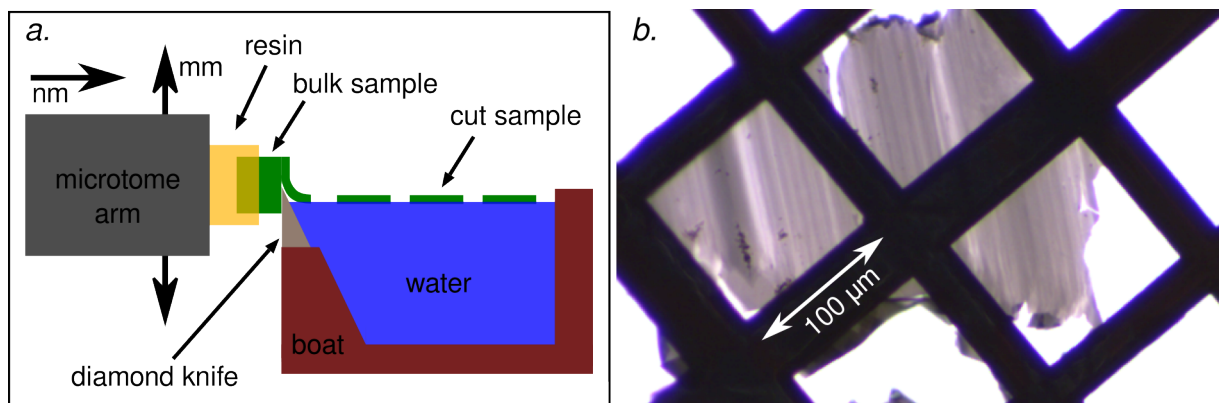 a.
resin
mm
nm
bulk sample
cut sample
microtome
arm
water
boat
diamond knife
b.
100 µm